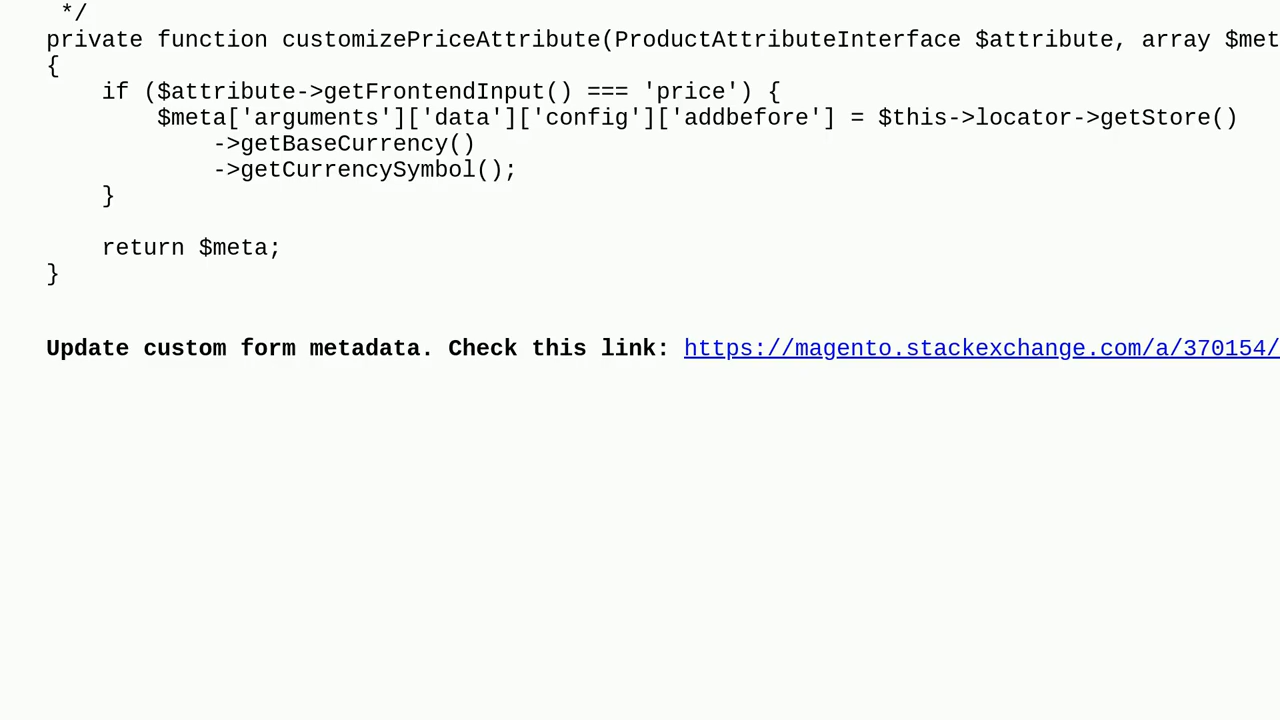 */
private function customizePriceAttribute(ProductAttributeInterface $attribute, array $met
{
if ($attribute->getFrontendInput() === 'price') {
$meta['arguments']['data']['config']['addbefore'] = $this->locator->getStore()
->getBaseCurrency()
->getCurrencySymbol();
}
return $meta;
}
Update custom form metadata. Check this link: https://magento.stackexchange.com/a/370154/